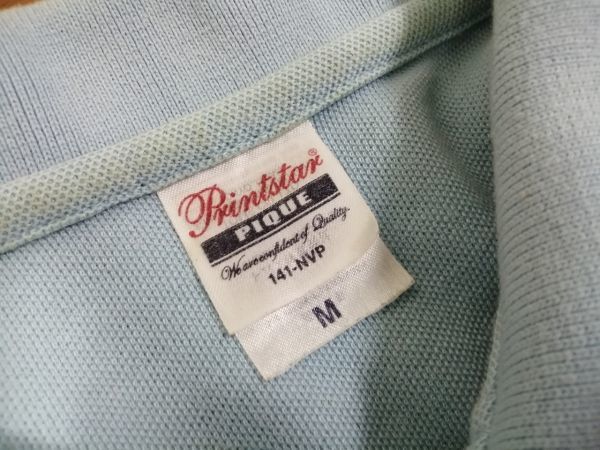 Printstar®
PIQUE
We are confident of Quality.
141-NVP
M